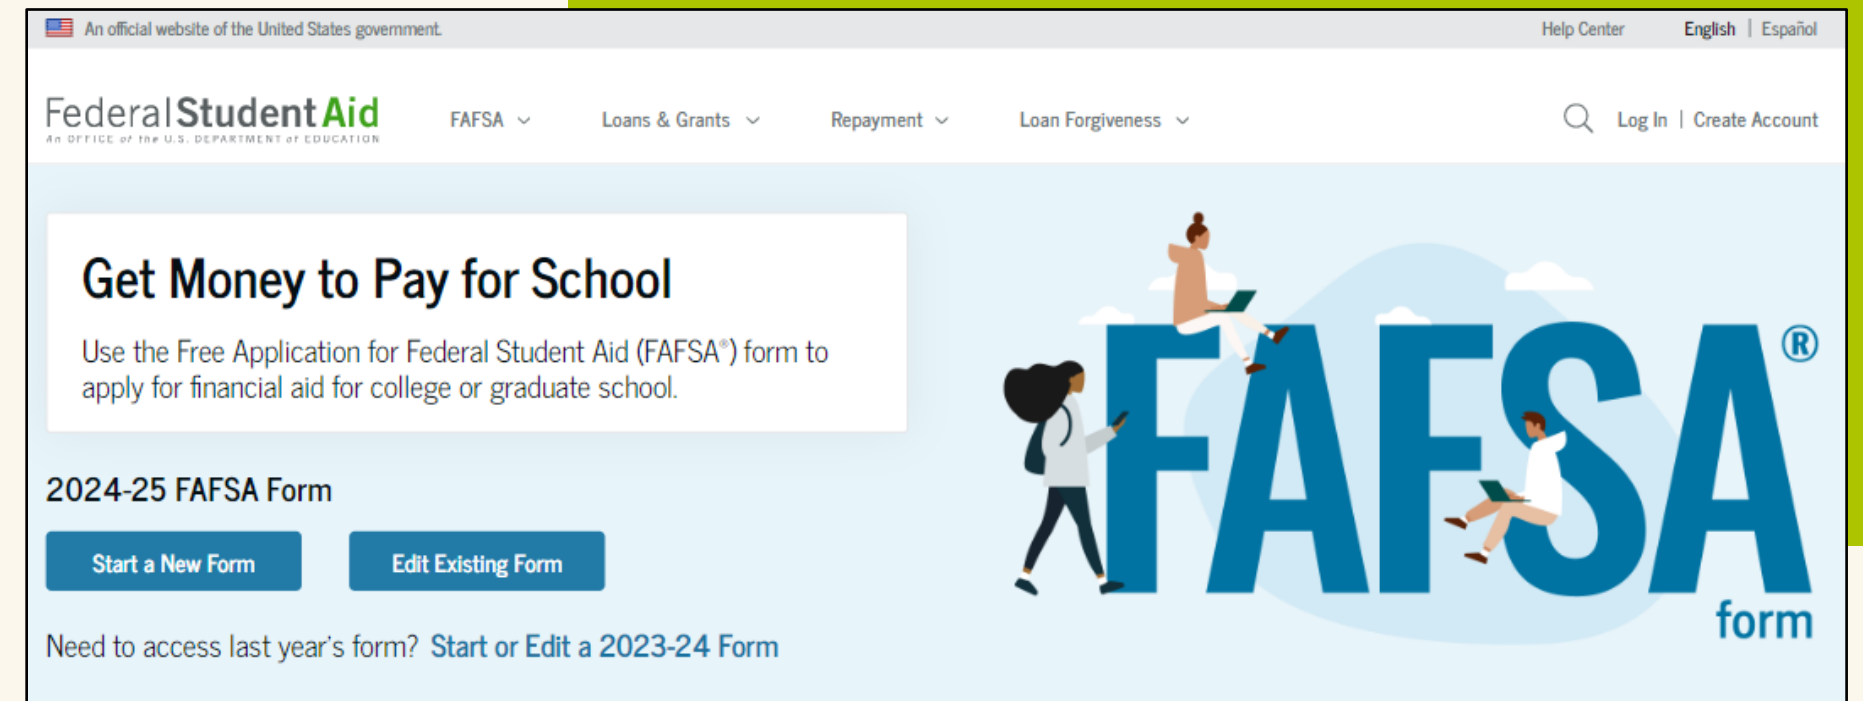 An official website of the United States government.
Help Center English | Español
Federal Student Aid
An OFFICE of the U.S. DEPARTMENT of EDUCATION
FAFSA Loans & Grants Repayment Loan Forgiveness Log In | Create Account
Get Money to Pay for School
Use the Free Application for Federal Student Aid (FAFSA®) form to
apply for financial aid for college or graduate school.
FAFSA®
form
2024-25 FAFSA Form
Start a New Form Edit Existing Form
Need to access last year's form? Start or Edit a 2023-24 Form